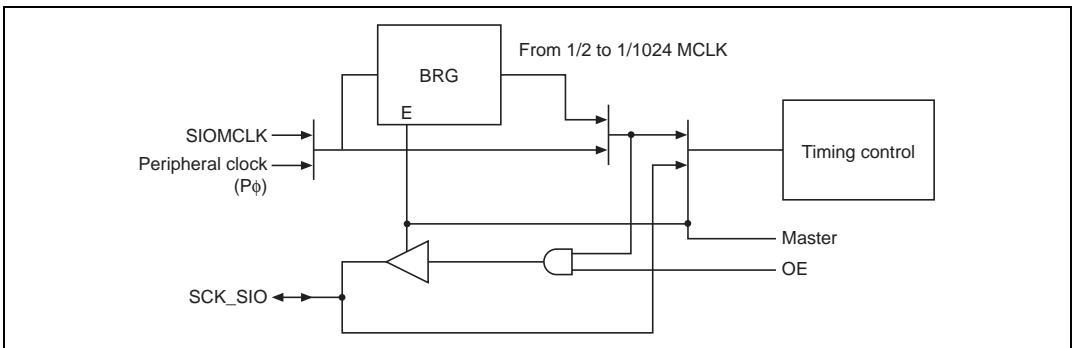 From 1/2 to 1/1024 MCLK
BRG
E
SIOMCLK
Peripheral clock
(Pϕ)
Timing control
Master
OE
SCK_SIO